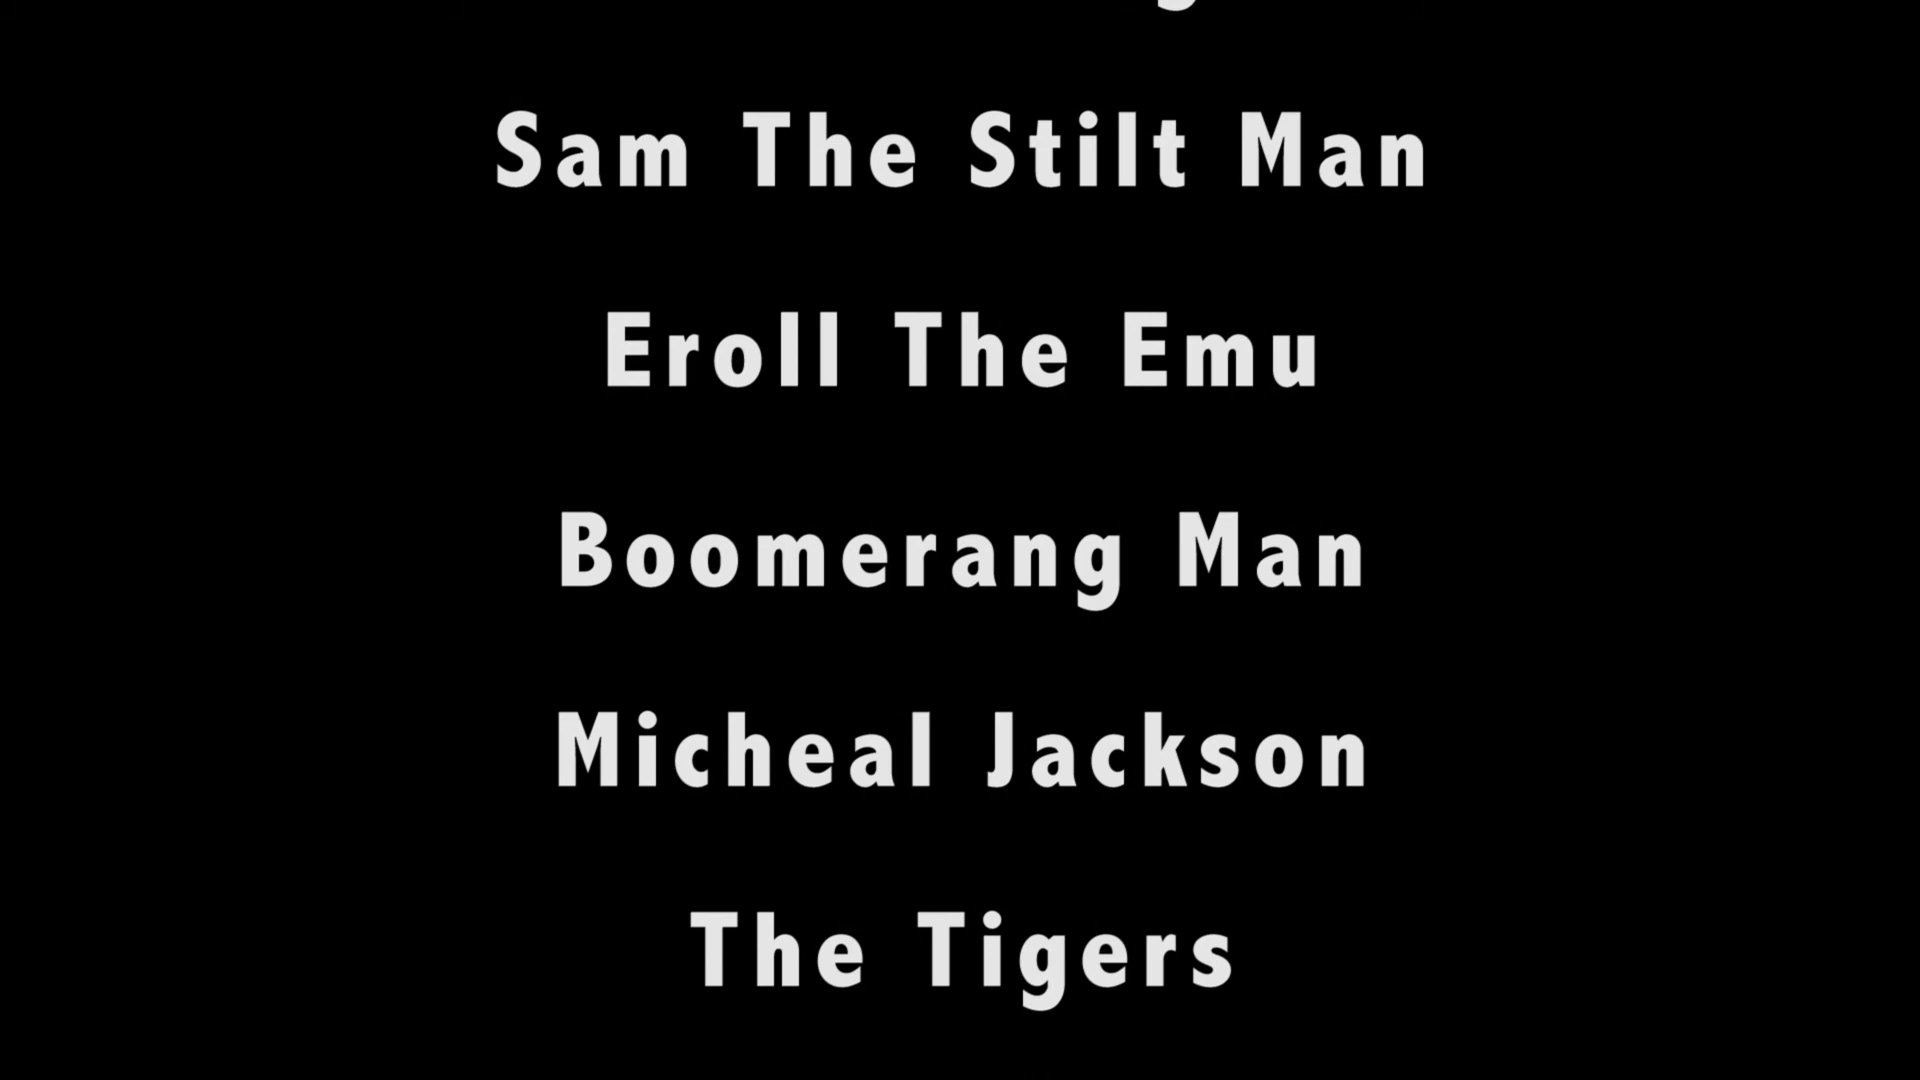 Sam The Stilt Man
Eroll The Emu
Boomerang Man
Micheal Jackson
The Tigers